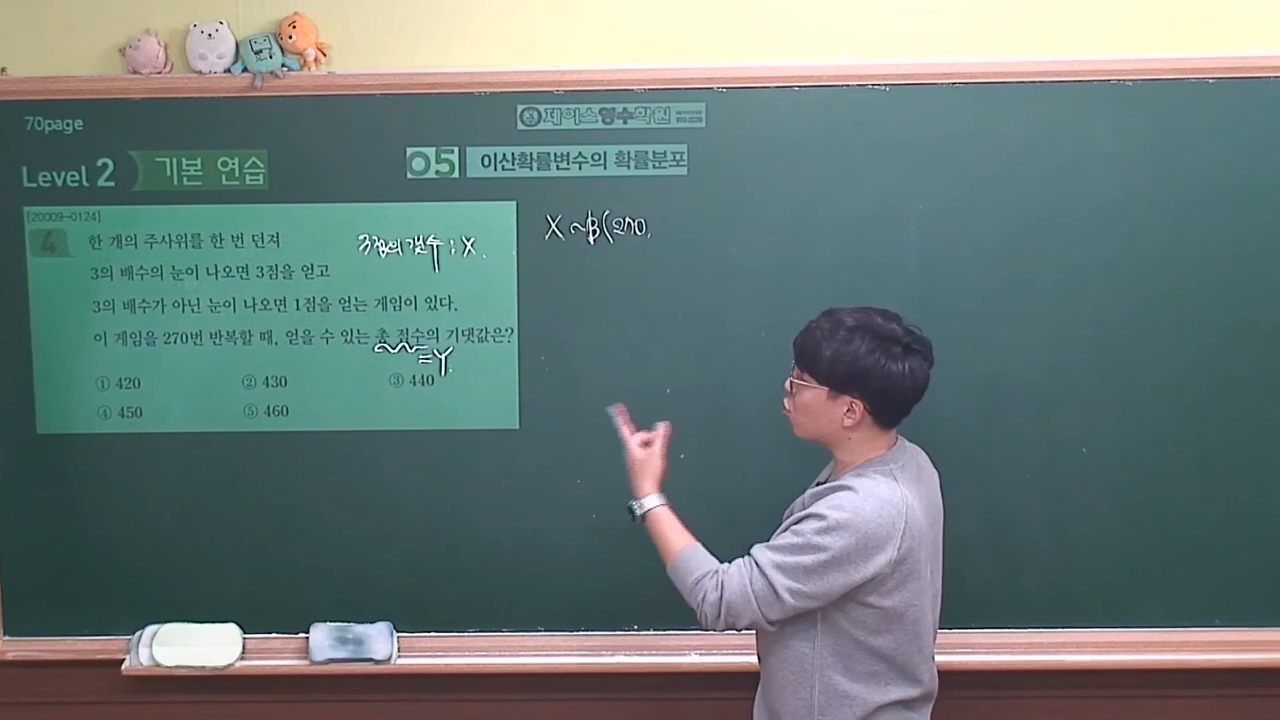 70page
제이스영수학원
Level 2 기본 연습
05 이산확률변수의 확률분포
[20009-0124]
4 한 개의 주사위를 한 번 던져
3의 배수의 눈이 나오면 3점을 얻고
3의 배수가 아닌 눈이 나오면 1점을 얻는 게임이 있다.
이 게임을 270번 반복할 때, 얻을 수 있는 총 점수의 기댓값은?
① 420 ② 430 ③ 440
④ 450 ⑤ 460
3점의 갯수 : X.
=Y.
X ~B(270,